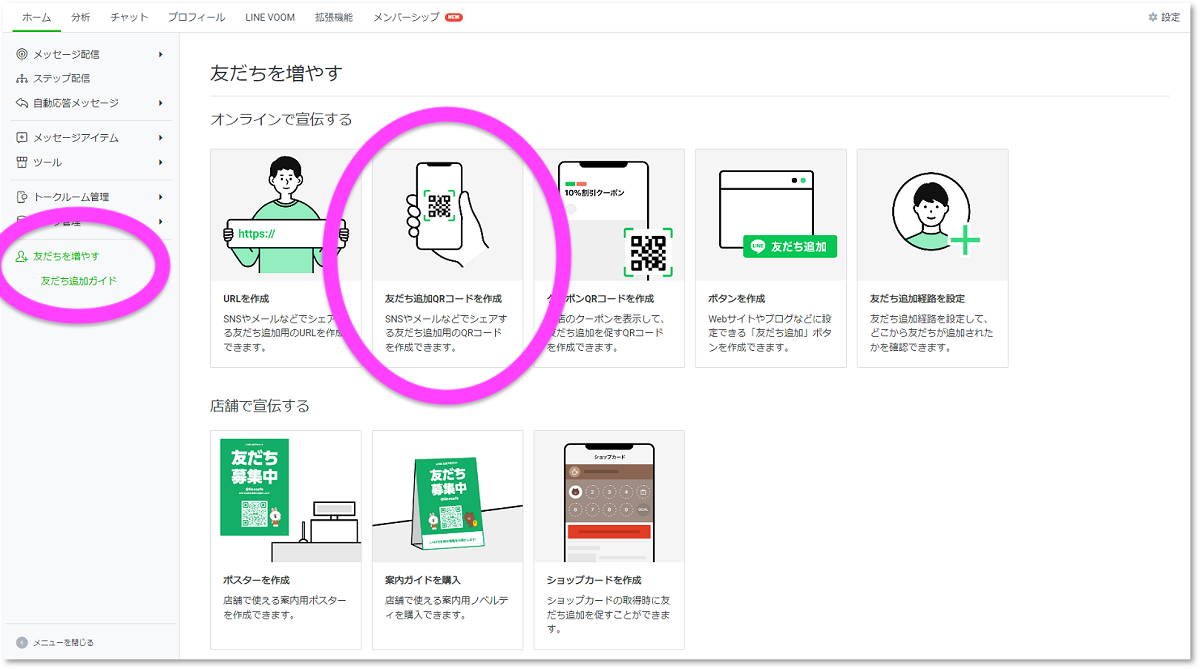 ホーム 分析 チャット プロフィール LINE VOOM 拡張機能 メンバーシップ NEW 設定
メッセージ配信
ステップ配信
自動応答メッセージ
メッセージアイテム
ツール
トークルーム管理
管理
友だちを増やす
友だち追加ガイド
メニューを閉じる
友だちを増やす
オンラインで宣伝する
https://
URLを作成
SNSやメールなどでシェアす
る友だち追加用のURLを作成
できます。
友だち追加QRコードを作成
SNSやメールなどでシェアす
る友だち追加用のQRコード
を作成できます。
10%割引クーポン
クーポンQRコードを作成
店のクーポンを表示して、
友だち追加を促すQRコード
を作成できます。
LINE 友だち追加
ボタンを作成
Webサイトやブログなどに設
定できる「友だち追加」ボタ
ンを作成できます。
友だち追加経路を設定
友だち追加経路を設定して、
どこから友だちが追加された
かを確認できます。
店舗で宣伝する
友だち
募集中
ポスターを作成
店舗で使える案内用ポスター
を作成できます。
友だち
募集中
案内ガイドを購入
店舗で使える案内用ノベルテ
ィを購入できます。
ショップカード
2 3 4
6 7 8 9 GOAL
ショップカードを作成
ショップカードの取得時に友
だち追加を促すことができま
す。